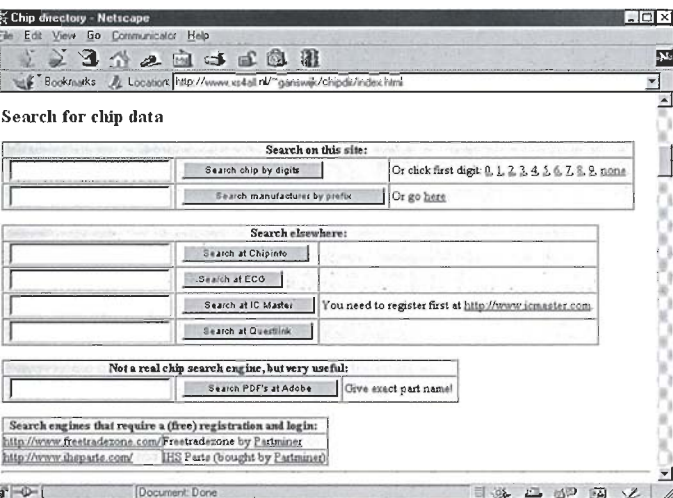 Chip directory - Netscape
File Edit View Go Communicator Help
Bookmarks Location: http://www.xs4all.nl/~ganswijk/chipdir/index.html
Search for chip data
Search on this site:
Search chip by digits Or click first digit: 0, 1, 2, 3, 4, 5, 6, 7, 8, 9, none
Search manufacturers by prefix Or go here
Search elsewhere:
Search at Chipinfo
Search at ECG
Search at IC Master You need to register first at http://www.icmaster.com.
Search at Questlink
Not a real chip search engine, but very useful:
Search PDF's at Adobe Give exact part name!
Search engines that require a (free) registration and login:
http://www.freetradezone.com/ Freetradezone by Partminer
http://www.ihsparts.com/ IHS Parts (bought by Partminer)
Document: Done